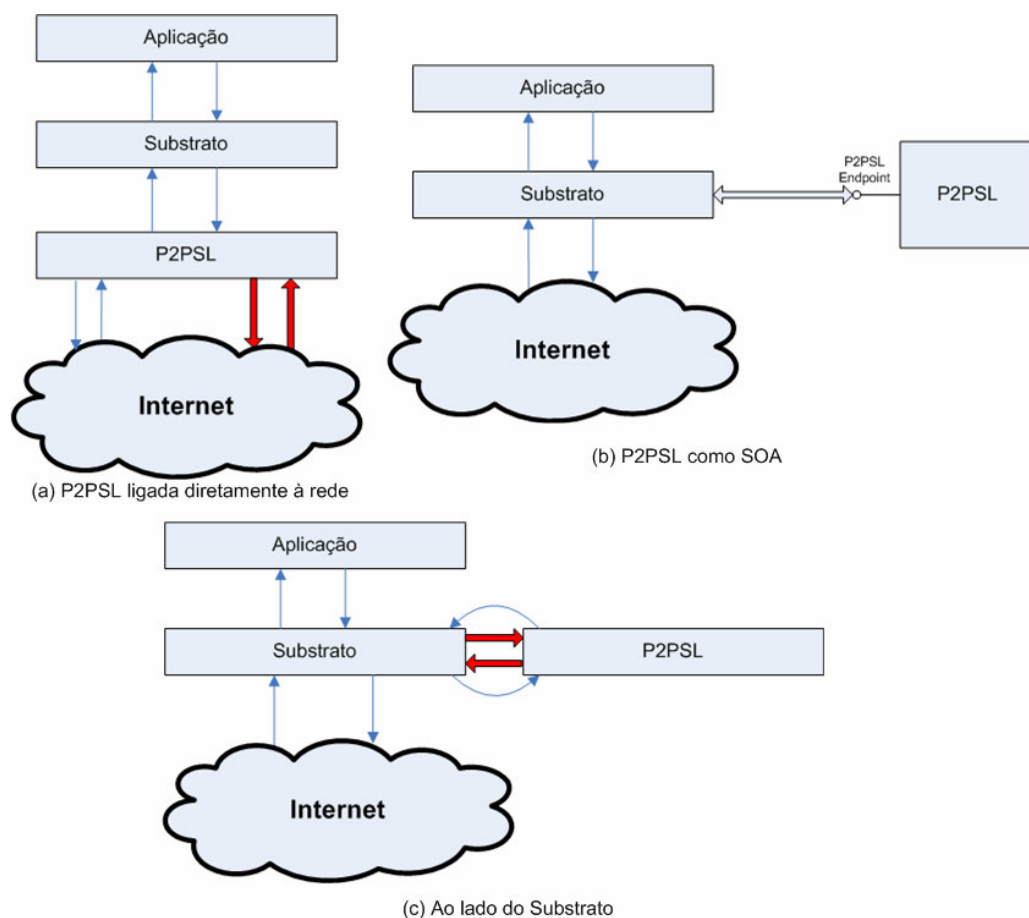 Aplicação
Substrato
P2PSL
Internet
(a) P2PSL ligada diretamente à rede
Aplicação
Substrato
P2PSL
Endpoint
P2PSL
Internet
(b) P2PSL como SOA
Aplicação
Substrato
P2PSL
Internet
(c) Ao lado do Substrato